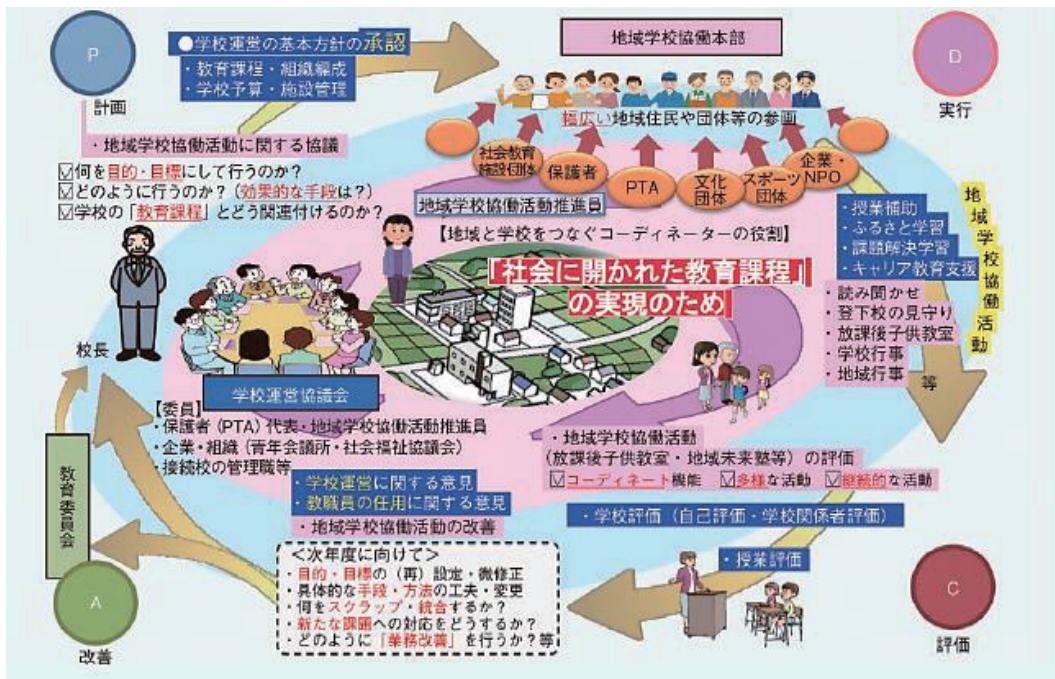 P
計画
●学校運営の基本方針の承認
・教育課程・組織編成
・学校予算・施設管理
・地域学校協働活動に関する協議
☑何を目的・目標にして行うのか?
☑どのように行うのか?(効果的な手段は?)
☑学校の「教育課程」とどう関連付けるのか?
地域学校協働本部
幅広い地域住民や団体等の参画
社会教育
施設団体
保護者
PTA
文化
団体
スポーツ
団体
企業・
NPO
D
実行
地域学校協働活動推進員
【地域と学校をつなぐコーディネーターの役割】
「社会に開かれた教育課程」
の実現のため
・授業補助
・ふるさと学習
・課題解決学習
・キャリア教育支援
・読み聞かせ
・登下校の見守り
・放課後子供教室
・学校行事
・地域行事
等
地域学校協働活動
校長
学校運営協議会
【委員】
・保護者(PTA)代表・地域学校協働活動推進員
・企業・組織(青年会議所・社会福祉協議会)
・接続校の管理職等
・地域学校協働活動
(放課後子供教室・地域未来塾等)の評価
☑コーディネート機能 ☑多様な活動 ☑継続的な活動
・学校評価(自己評価・学校関係者評価)
・授業評価
C
評価
・学校運営に関する意見
・教職員の任用に関する意見
・地域学校協働活動の改善
<次年度に向けて>
・目的・目標の(再)設定・微修正
・具体的な手段・方法の工夫・変更
・何をスクラップ・統合するか?
・新たな課題への対応をどうするか?
・どのように「業務改善」を行うか?等
教育委員会
A
改善